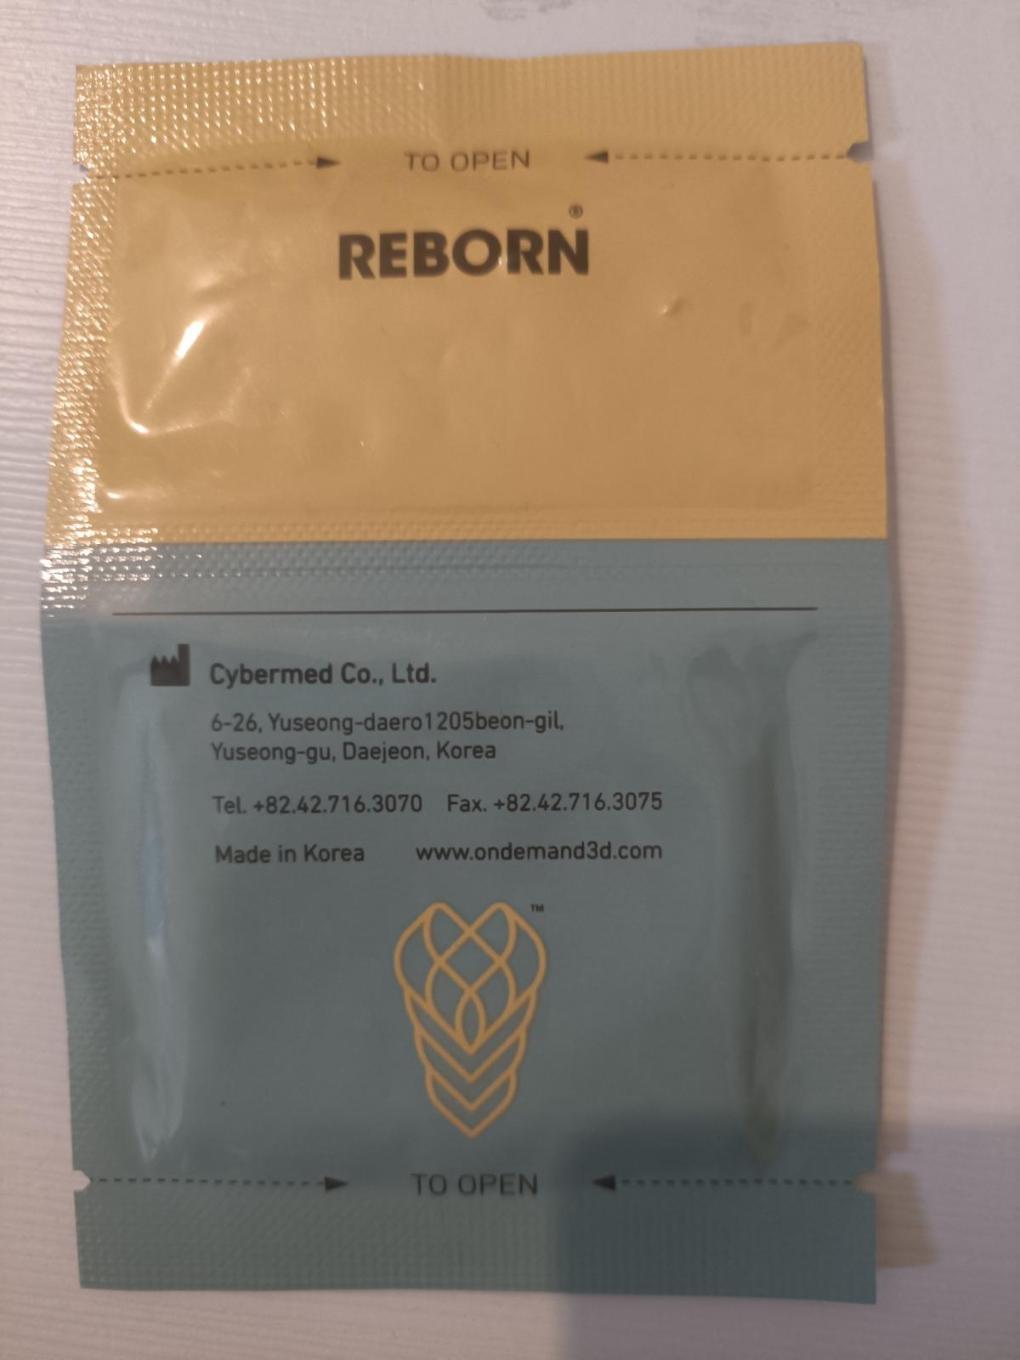 TO OPEN
REBORN®
Cybermed Co., Ltd.
6-26, Yuseong-daero1205beon-gil,
Yuseong-gu, Daejeon, Korea
Tel. +82.42.716.3070 Fax. +82.42.716.3075
Made in Korea www.ondemand3d.com
™
TO OPEN